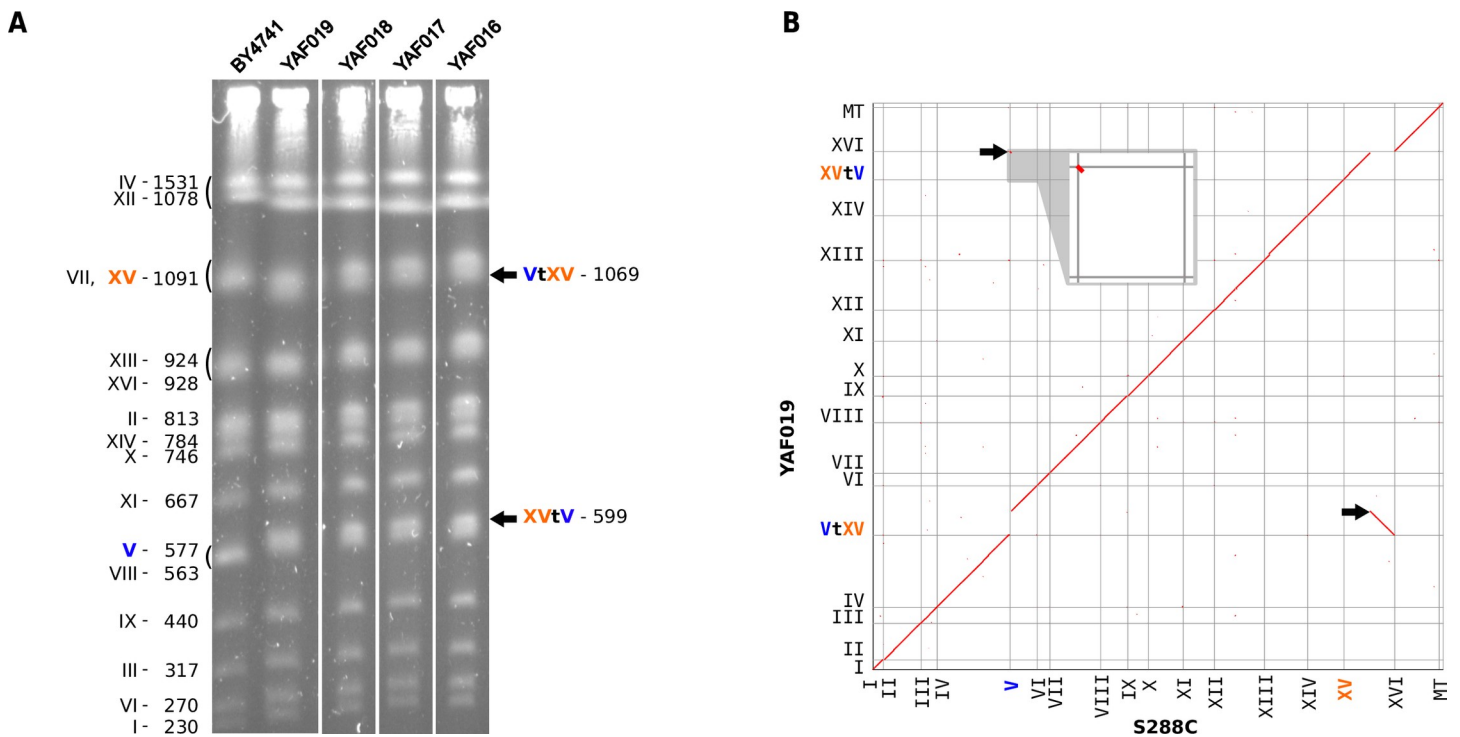 A
BY4741
YAF019
YAF018
YAF017
YAF016
IV - 1531
XII - 1078
VII, XV - 1091
XIII - 924
XVI - 928
II - 813
XIV - 784
X - 746
XI - 667
V - 577
VIII - 563
IX - 440
III - 317
VI - 270
I - 230
VtXV - 1069
XVtV - 599
B
MT
XVI
XVtV
XIV
XIII
XII
XI
X
IX
VIII
VII
VI
VtXV
IV
III
II
I
YAF019
I
II
III
IV
V
VI
VII
VIII
IX
X
XI
XII
XIII
XIV
XV
XVI
MT
S288C